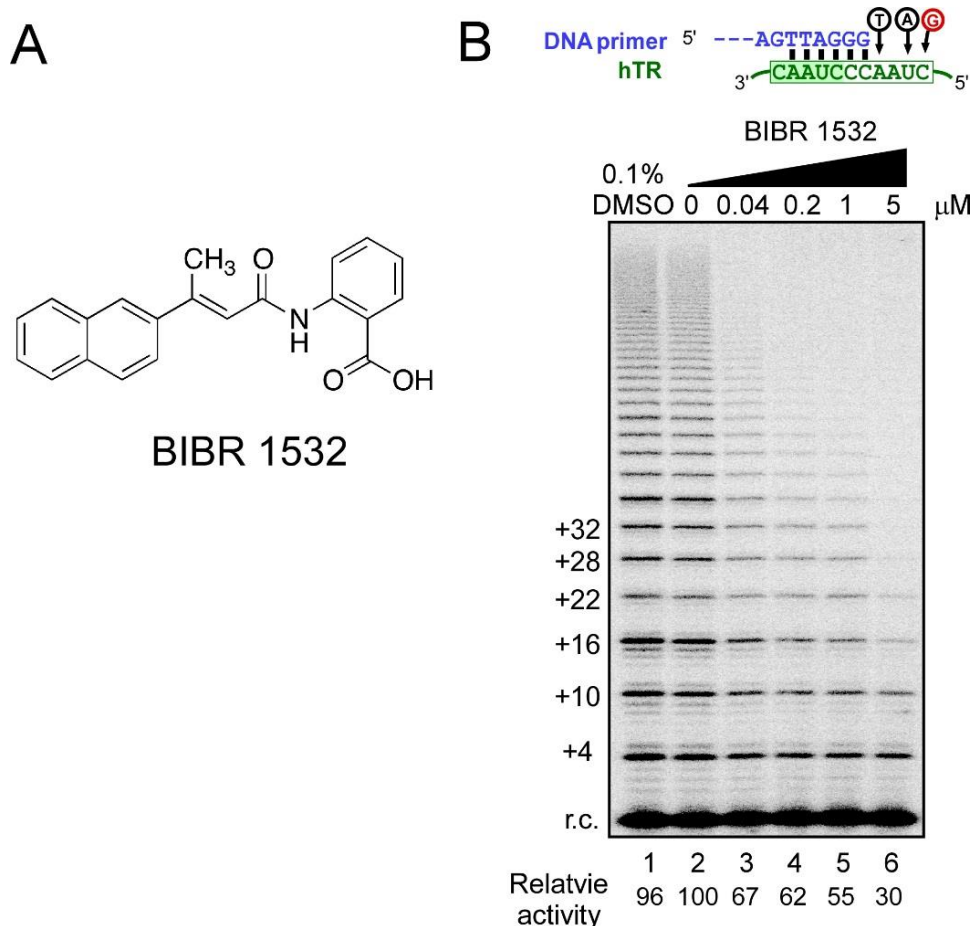 A
CH3
O
N
H
O
OH
BIBR 1532
B
T A G
DNA primer 5' ---AGTTAGGG
hTR 3' CAAUCCCAAUC 5'
BIBR 1532
0.1%
DMSO 0 0.04 0.2 1 5 μM
+32
+28
+22
+16
+10
+4
r.c.
1 2 3 4 5 6
Relatvie 96 100 67 62 55 30
activity